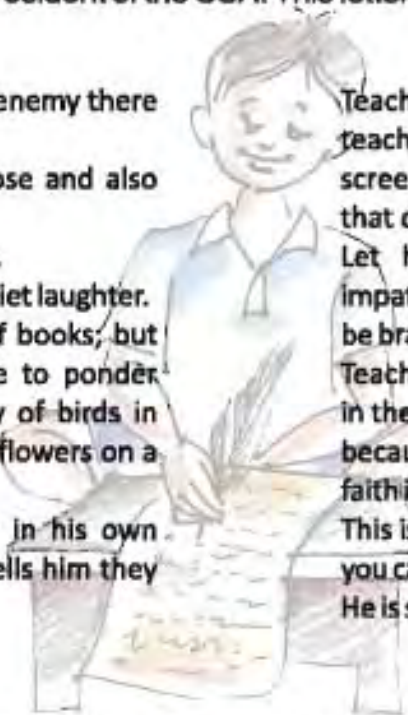 enemy there
ose and also
iet laughter.
f books; but
e to ponder
y of birds in
flowers on a
in his own
ells him they
Teach
teach
scree
that c
Let h
impat
be bra
Teach
in the
becau
faith i
This is
you ca
He is s